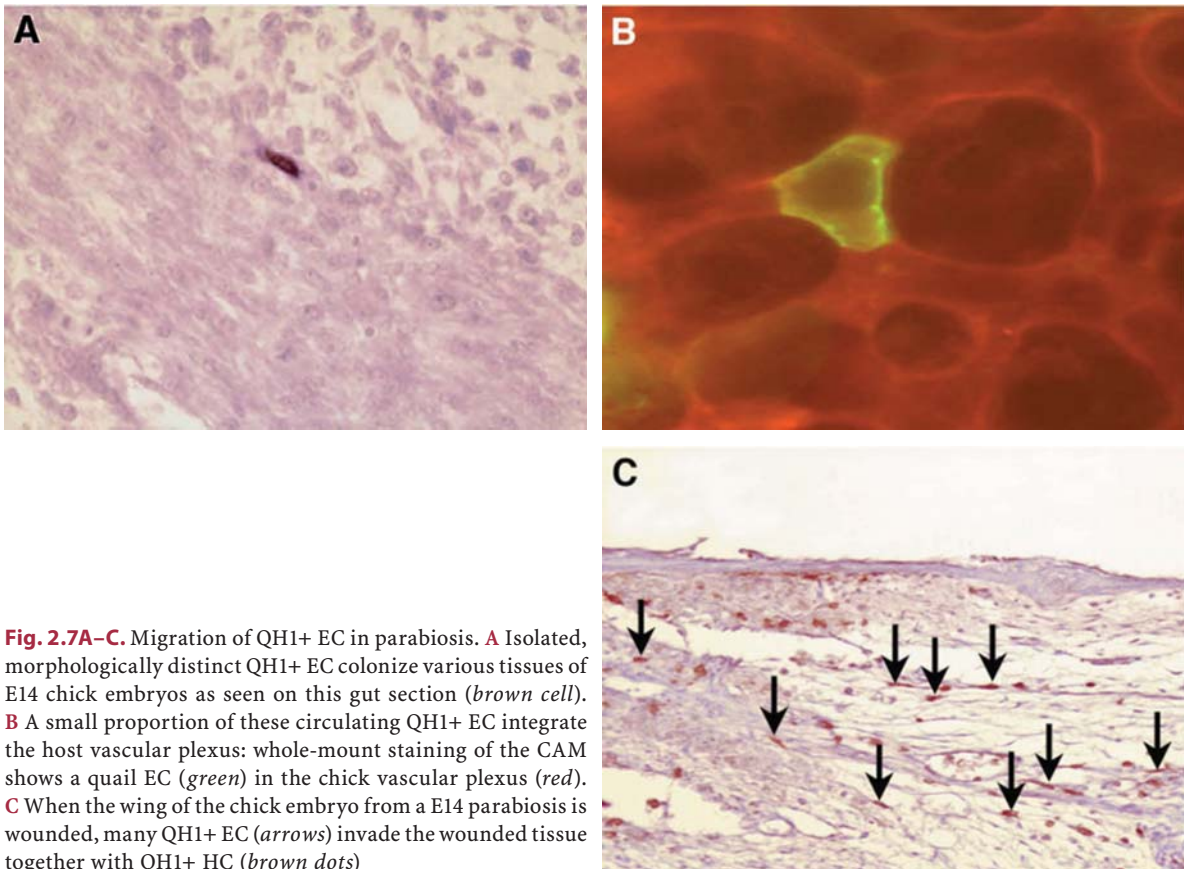 A
B
C
Fig. 2.7A–C. Migration of QH1+ EC in parabiosis. A Isolated,
morphologically distinct QH1+ EC colonize various tissues of
E14 chick embryos as seen on this gut section (brown cell).
B A small proportion of these circulating QH1+ EC integrate
the host vascular plexus: whole-mount staining of the CAM
shows a quail EC (green) in the chick vascular plexus (red).
C When the wing of the chick embryo from a E14 parabiosis is
wounded, many QH1+ EC (arrows) invade the wounded tissue
together with QH1+ HC (brown dots)